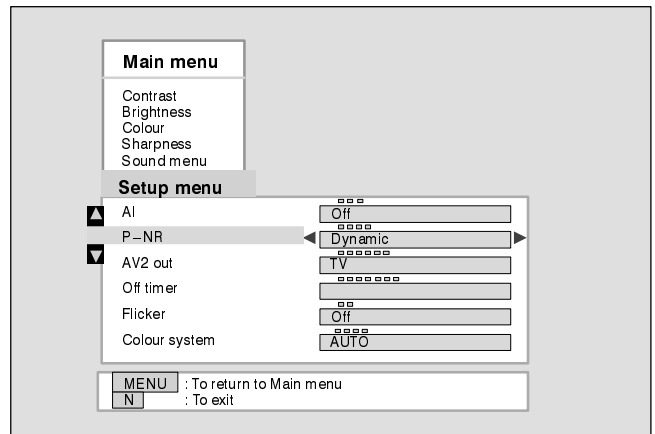 Main menu
Contrast
Brightness
Colour
Sharpness
Sound menu
Setup menu
AI Off
P–NR Dynamic
AV2 out TV
Off timer
Flicker Off
Colour system AUTO
MENU : To return to Main menu
N : To exit